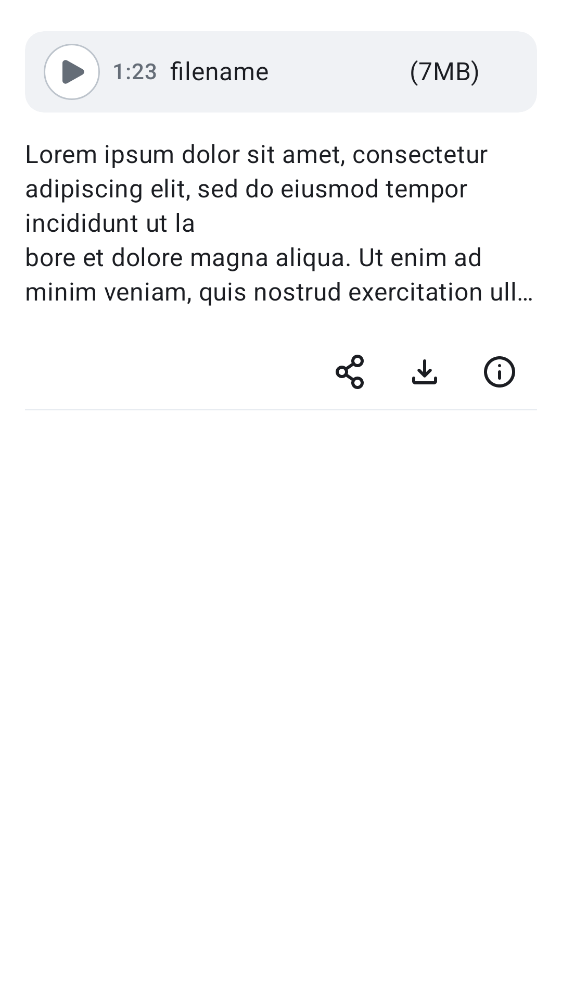 1:23 filename (7MB)
Lorem ipsum dolor sit amet, consectetur
adipiscing elit, sed do eiusmod tempor
incididunt ut la
bore et dolore magna aliqua. Ut enim ad
minim veniam, quis nostrud exercitation ull…